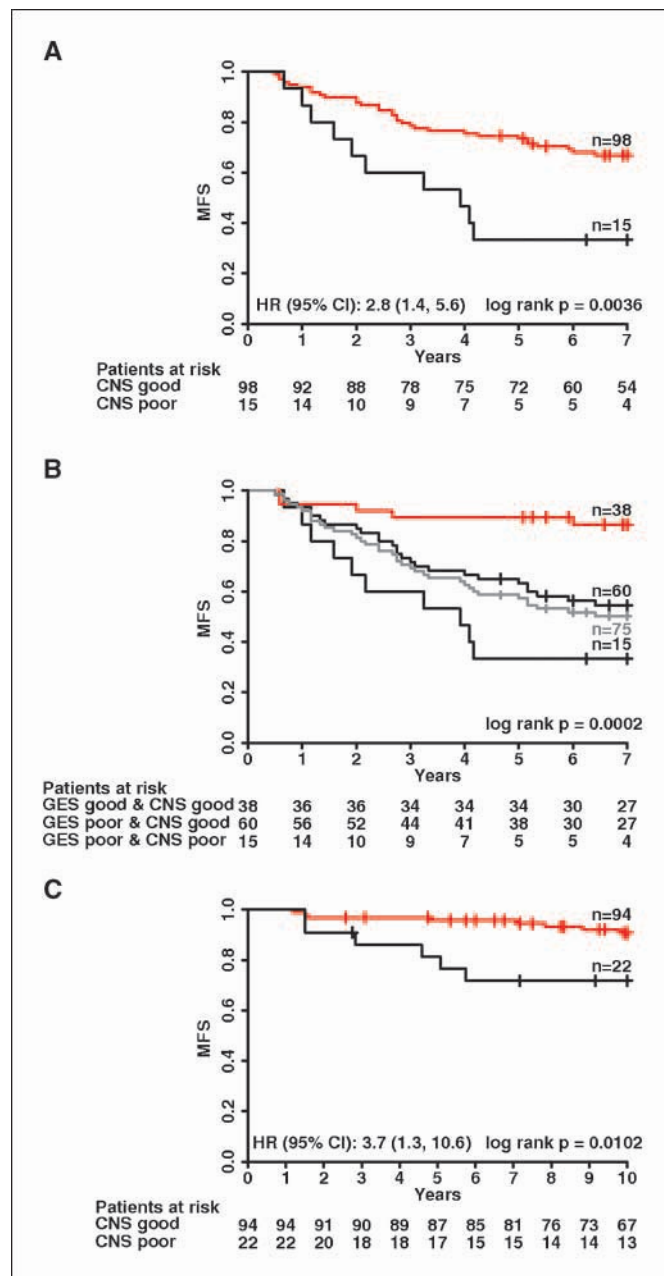 A
1.0
0.8
0.6
0.4
0.2
0.0
MFS
n=98
n=15
HR (95% CI): 2.8 (1.4, 5.6) log rank p = 0.0036
0 1 2 3 4 5 6 7
Years
Patients at risk
CNS good 98 92 88 78 75 72 60 54
CNS poor 15 14 10 9 7 5 5 4
B
1.0
0.8
0.6
0.4
0.2
0.0
MFS
n=38
n=60
n=75
n=15
log rank p = 0.0002
0 1 2 3 4 5 6 7
Years
Patients at risk
GES good & CNS good 38 36 36 34 34 34 30 27
GES poor & CNS good 60 56 52 44 41 38 30 27
GES poor & CNS poor 15 14 10 9 7 5 5 4
C
1.0
0.8
0.6
0.4
0.2
0.0
MFS
n=94
n=22
HR (95% CI): 3.7 (1.3, 10.6) log rank p = 0.0102
0 1 2 3 4 5 6 7 8 9 10
Years
Patients at risk
CNS good 94 94 91 90 89 87 85 81 76 73 67
CNS poor 22 22 20 18 18 17 15 15 14 14 13